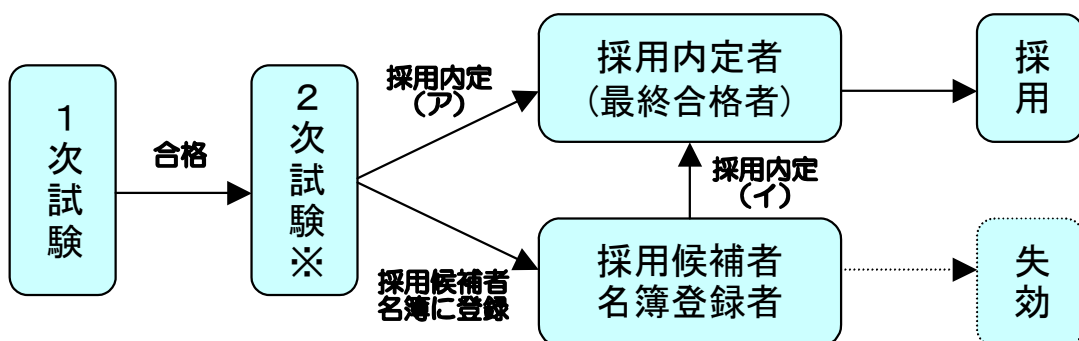 1次試験
合格
2次試験※
採用内定
(ア)
採用候補者
名簿に登録
採用内定者
(最終合格者)
採用内定
(イ)
採用候補者
名簿登録者
採用
失効